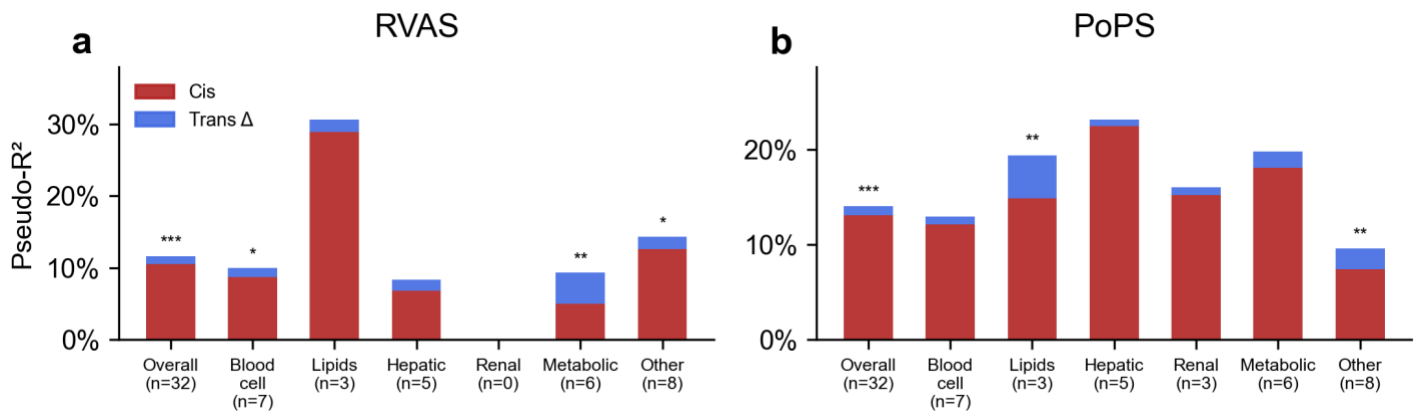 a
RVAS
Pseudo-R²
30%
20%
10%
0%
Cis
Trans Δ
***
*
**
*
Overall
(n=32)
Blood
cell
(n=7)
Lipids
(n=3)
Hepatic
(n=5)
Renal
(n=0)
Metabolic
(n=6)
Other
(n=8)
b
PoPS
20%
10%
0%
***
**
**
Overall
(n=32)
Blood
cell
(n=7)
Lipids
(n=3)
Hepatic
(n=5)
Renal
(n=3)
Metabolic
(n=6)
Other
(n=8)